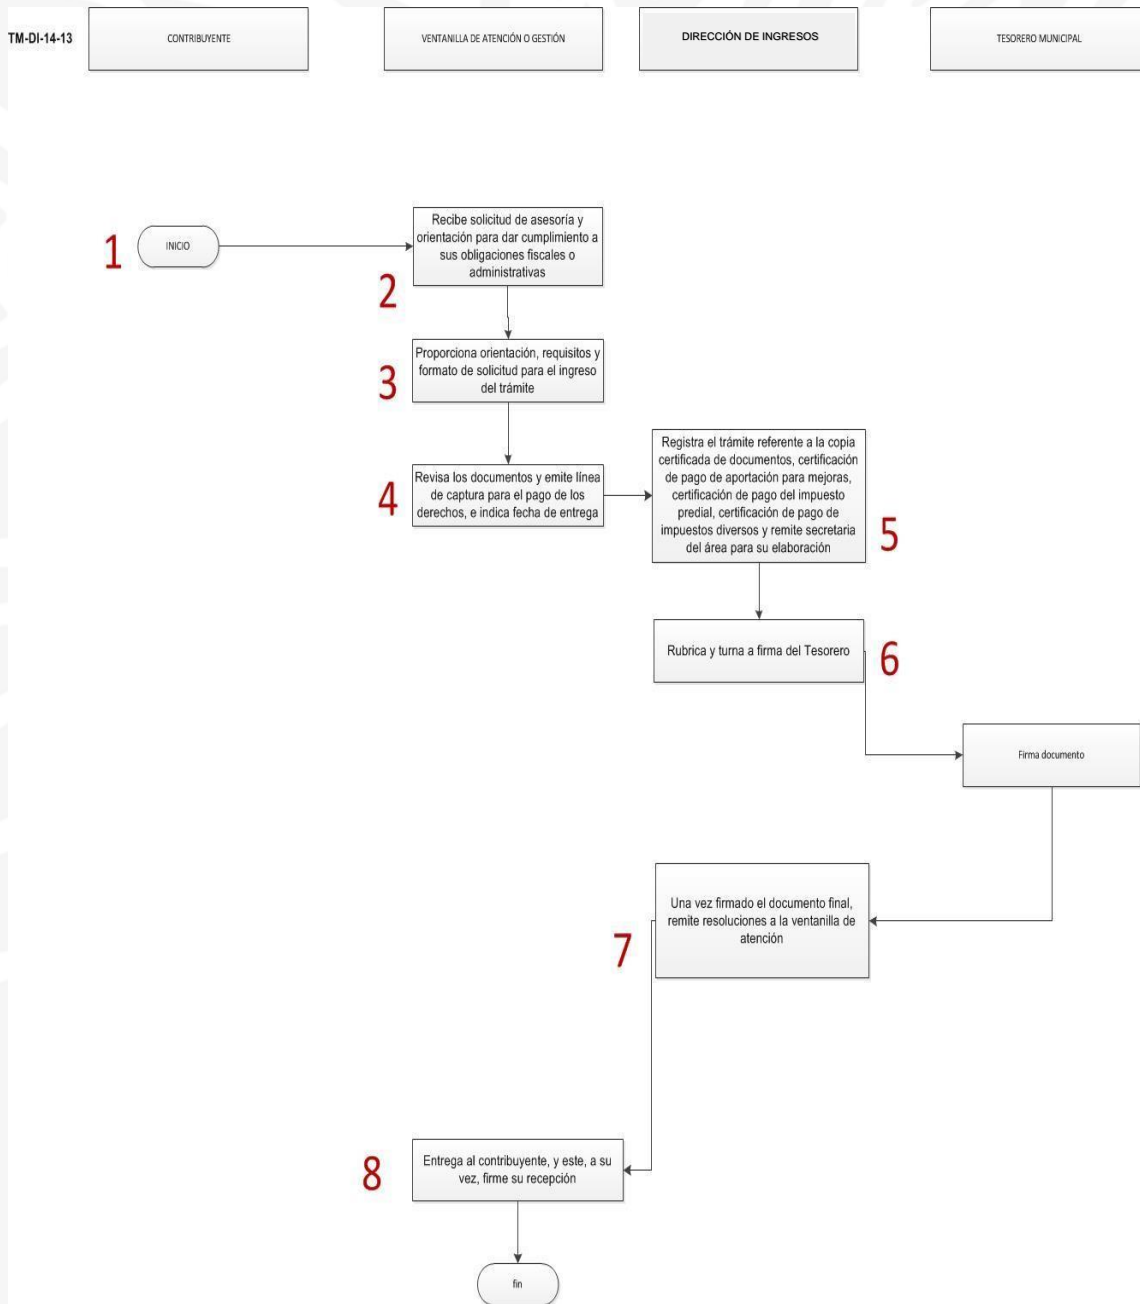 TM-DI-14-13
CONTRIBUYENTE
VENTANILLA DE ATENCIÓN O GESTIÓN
DIRECCIÓN DE INGRESOS
TESORERO MUNICIPAL
1
INICIO
Recibe solicitud de asesoría y
orientación para dar cumplimiento a
sus obligaciones fiscales o
administrativas
2
Proporciona orientación, requisitos y
formato de solicitud para el ingreso
del trámite
3
Revisa los documentos y emite línea
de captura para el pago de los
derechos, e indica fecha de entrega
4
Registra el trámite referente a la copia
certificada de documentos, certificación
de pago de aportación para mejoras,
certificación de pago del impuesto
predial, certificación de pago de
impuestos diversos y remite secretaria
del área para su elaboración
5
Rubrica y turna a firma del Tesorero
6
Firma documento
Una vez firmado el documento final,
remite resoluciones a la ventanilla de
atención
7
Entrega al contribuyente, y este, a su
vez, firme su recepción
8
fin